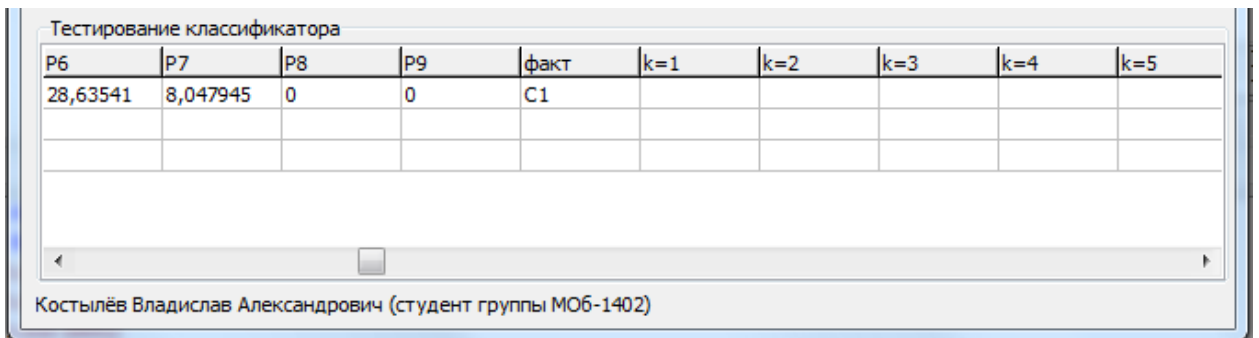 Тестирование классификатора
P6 P7 P8 P9 факт k=1 k=2 k=3 k=4 k=5
28,63541 8,047945 0 0 C1
Костылёв Владислав Александрович (студент группы МОб-1402)